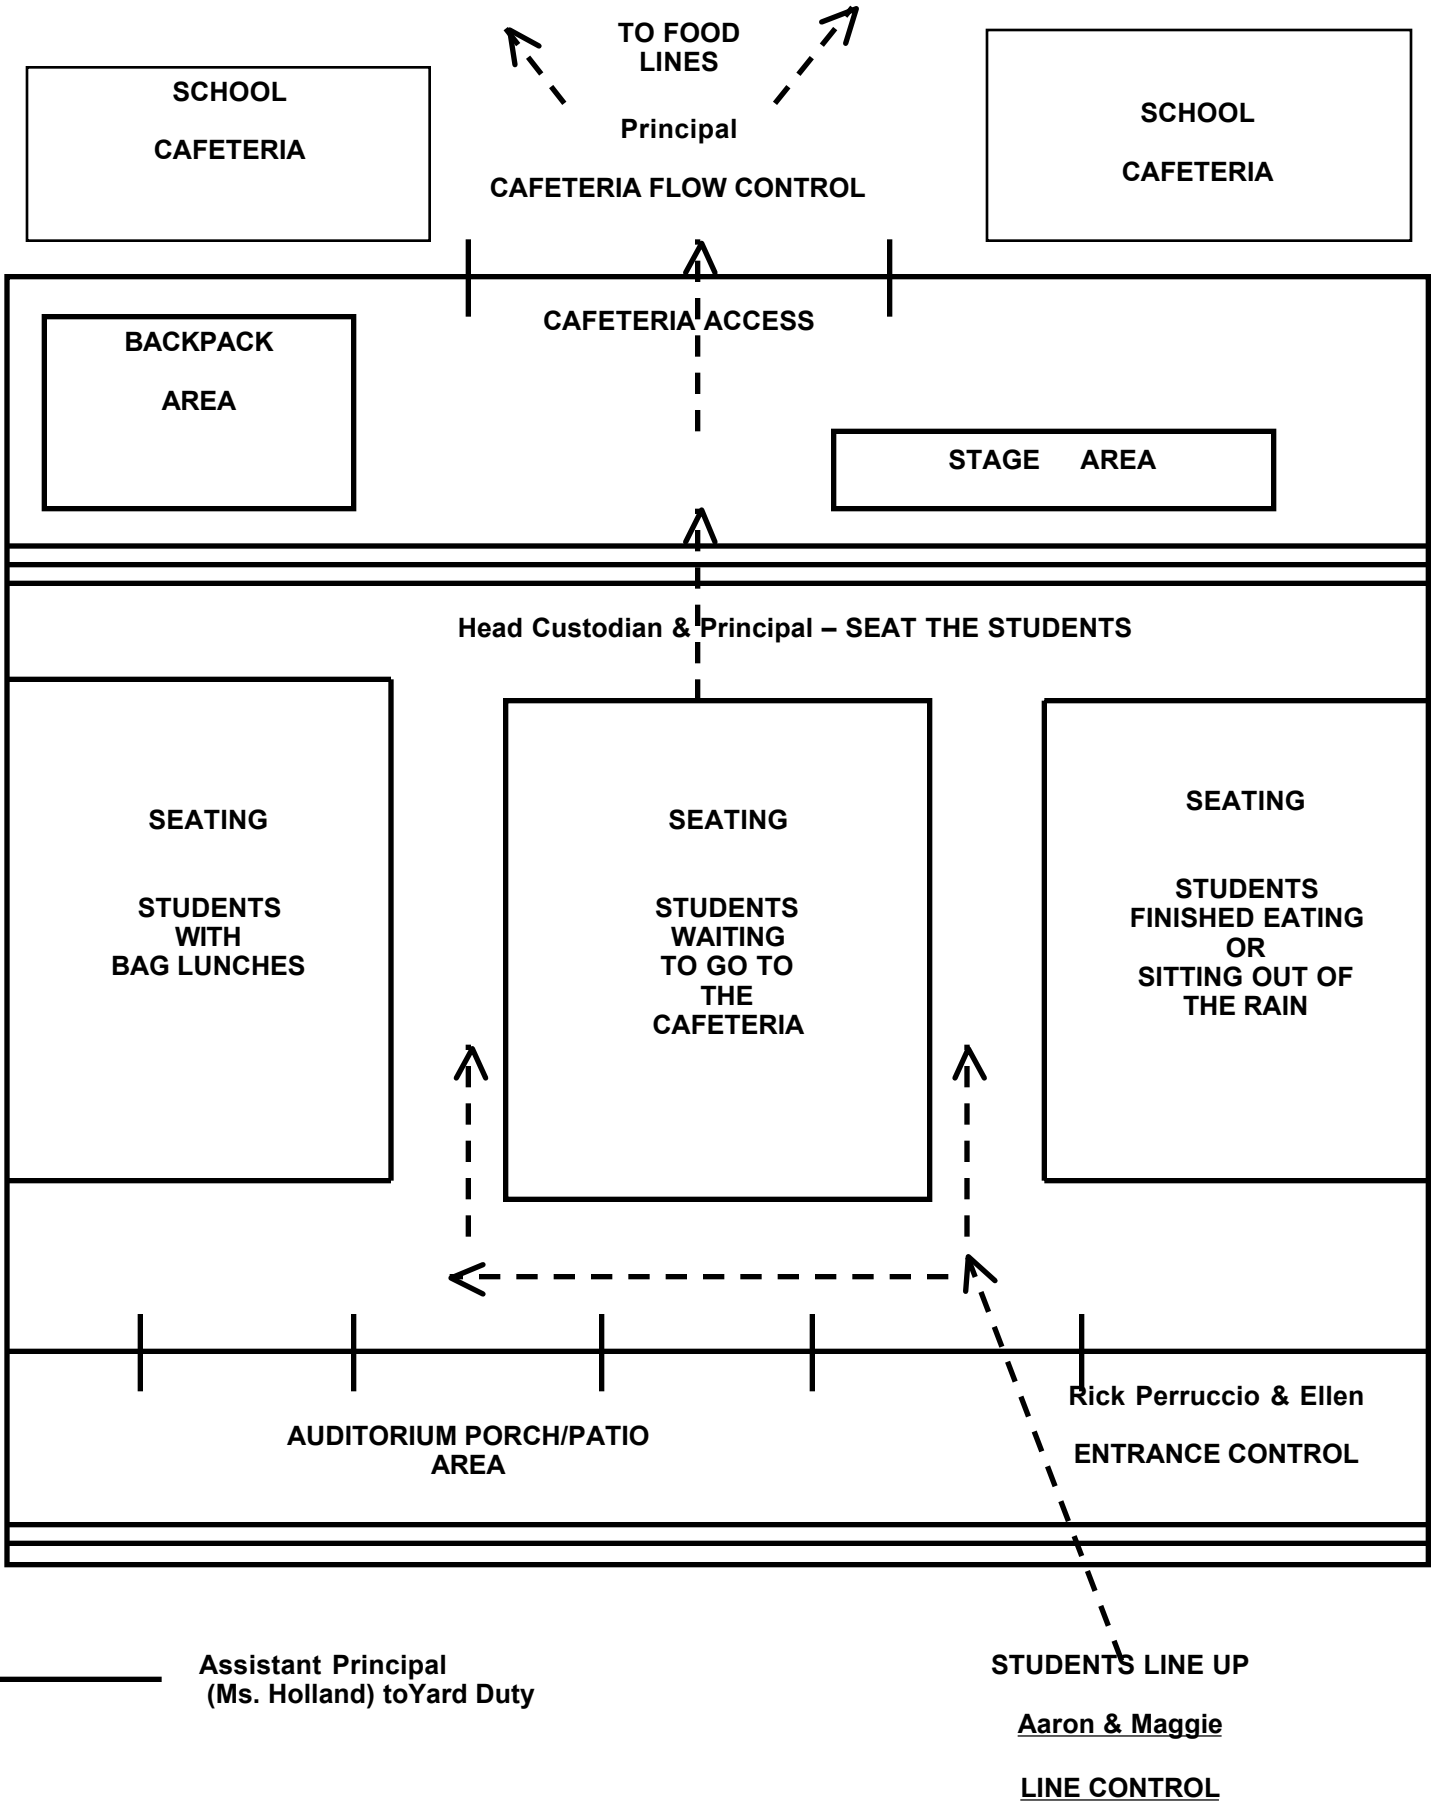 TO FOOD
LINES
SCHOOL
CAFETERIA
Principal
CAFETERIA FLOW CONTROL
SCHOOL
CAFETERIA
CAFETERIA ACCESS
BACKPACK
AREA
STAGE AREA
Head Custodian & Principal – SEAT THE STUDENTS
SEATING
STUDENTS
WITH
BAG LUNCHES
SEATING
STUDENTS
WAITING
TO GO TO
THE
CAFETERIA
SEATING
STUDENTS
FINISHED EATING
OR
SITTING OUT OF
THE RAIN
AUDITORIUM PORCH/PATIO
AREA
Rick Perruccio & Ellen
ENTRANCE CONTROL
Assistant Principal
(Ms. Holland) toYard Duty
STUDENTS LINE UP
Aaron & Maggie
LINE CONTROL